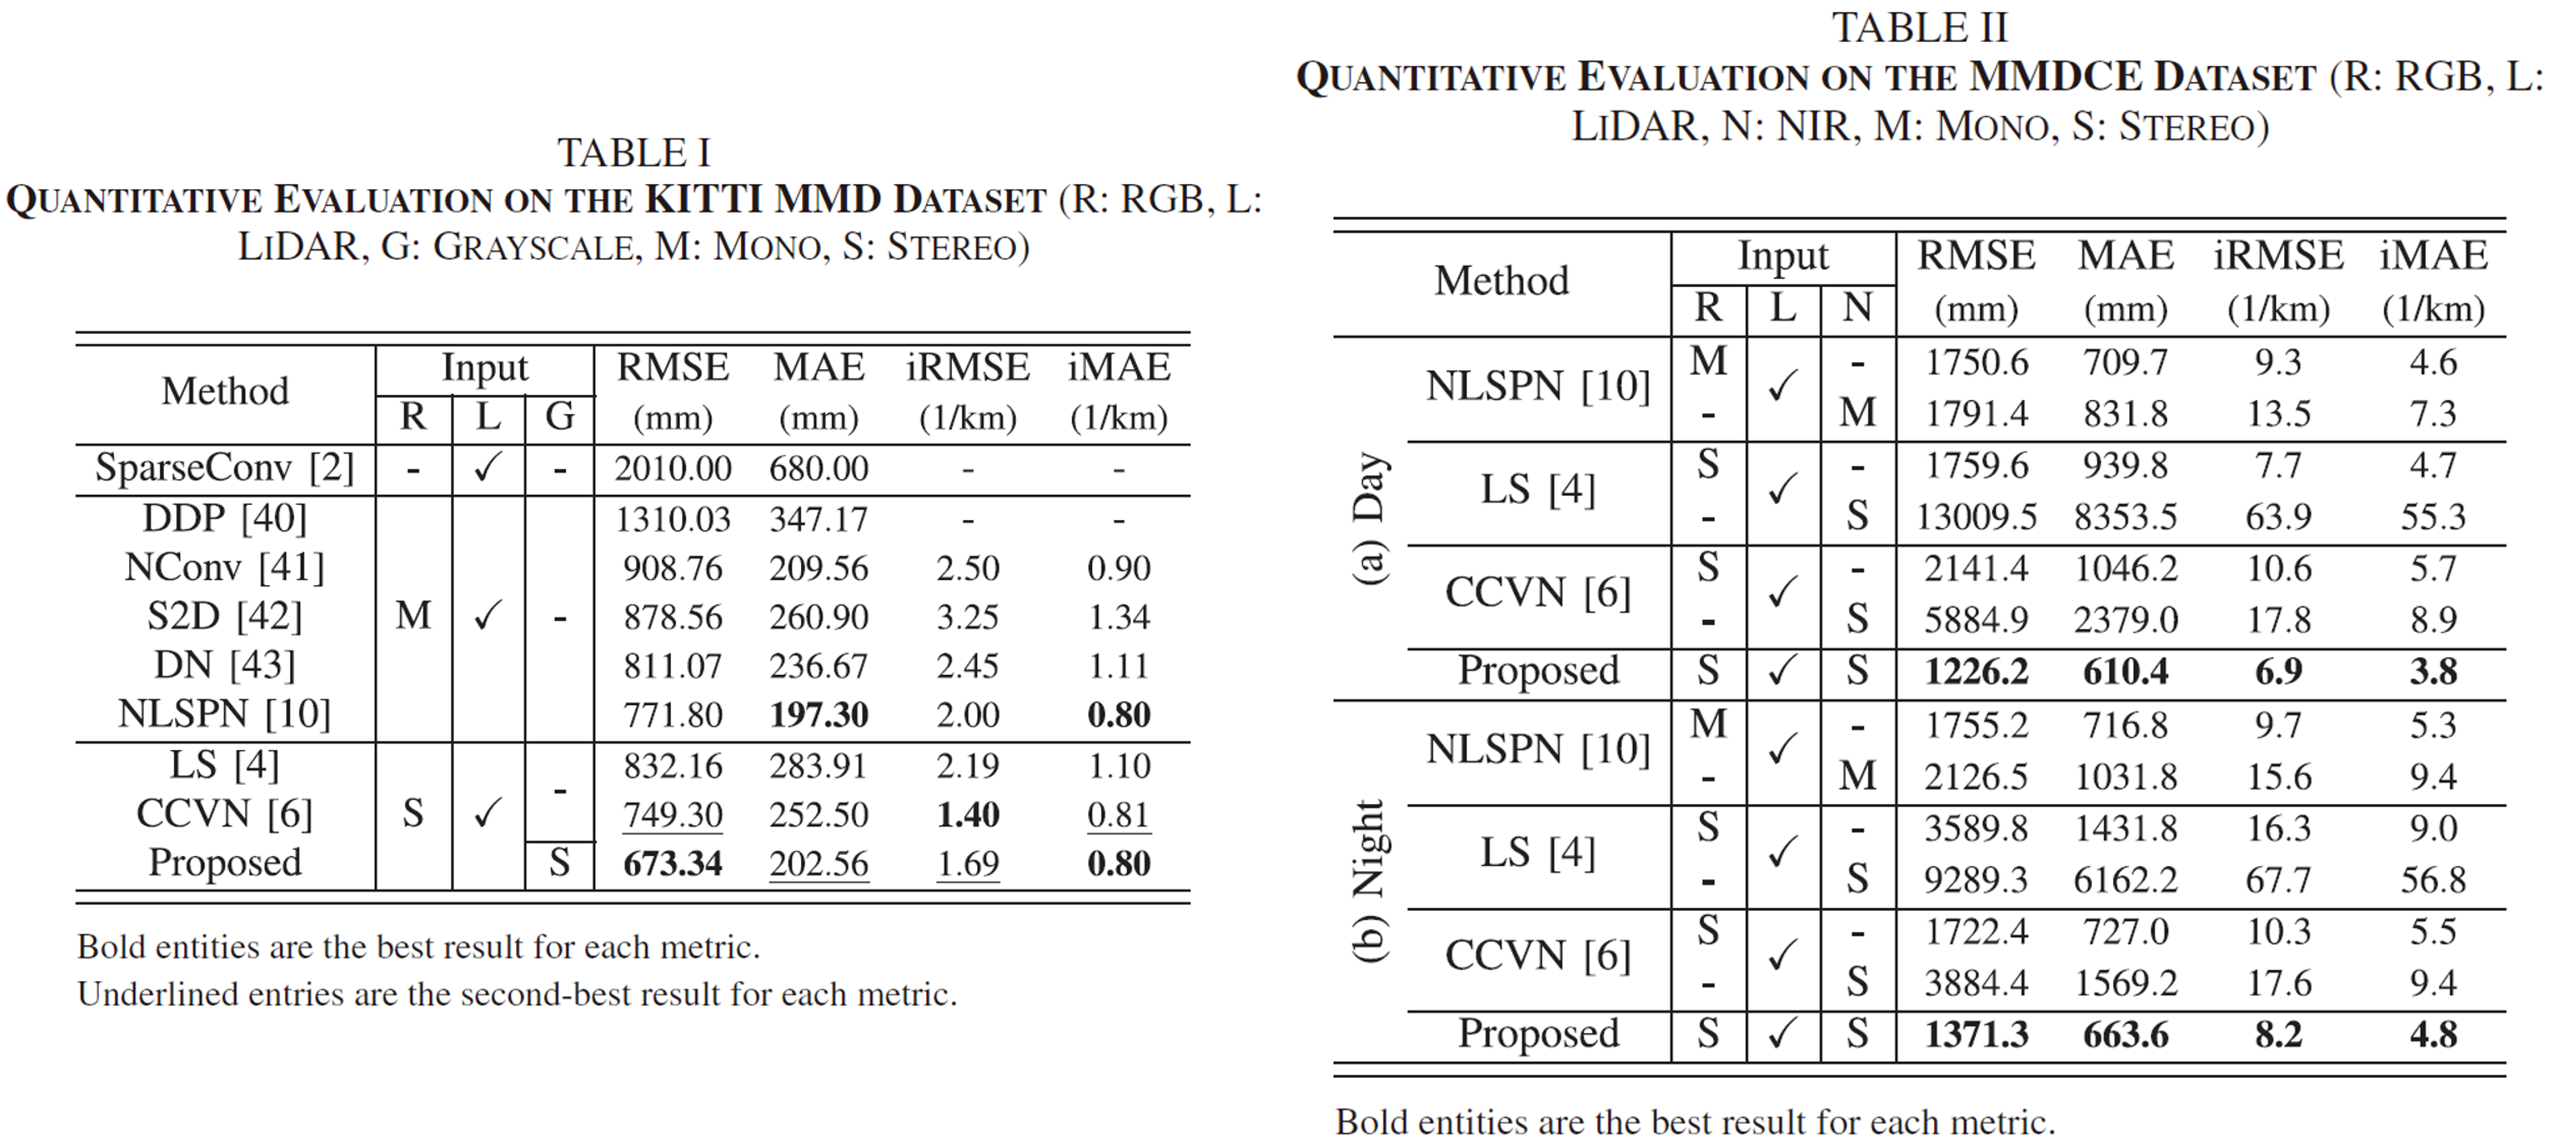 TABLE I
QUANTITATIVE EVALUATION ON THE KITTI MMD DATASET (R: RGB, L:
LIDAR, G: GRAYSCALE, M: MONO, S: STEREO)
Method Input RMSE MAE iRMSE iMAE
R L G (mm) (mm) (1/km) (1/km)
SparseConv [2] - ✓ - 2010.00 680.00 - -
DDP [40] 1310.03 347.17 - -
NConv [41] 908.76 209.56 2.50 0.90
S2D [42] M ✓ - 878.56 260.90 3.25 1.34
DN [43] 811.07 236.67 2.45 1.11
NLSPN [10] 771.80 197.30 2.00 0.80
LS [4] - 832.16 283.91 2.19 1.10
CCVN [6] S ✓ 749.30 252.50 1.40 0.81
Proposed S 673.34 202.56 1.69 0.80
Bold entities are the best result for each metric.
Underlined entries are the second-best result for each metric.
TABLE II
QUANTITATIVE EVALUATION ON THE MMDCE DATASET (R: RGB, L:
LIDAR, N: NIR, M: MONO, S: STEREO)
Method Input RMSE MAE iRMSE iMAE
R L N (mm) (mm) (1/km) (1/km)
(a) Day
NLSPN [10] M ✓ - 1750.6 709.7 9.3 4.6
- M 1791.4 831.8 13.5 7.3
LS [4] S ✓ - 1759.6 939.8 7.7 4.7
- S 13009.5 8353.5 63.9 55.3
CCVN [6] S ✓ - 2141.4 1046.2 10.6 5.7
- S 5884.9 2379.0 17.8 8.9
Proposed S ✓ S 1226.2 610.4 6.9 3.8
(b) Night
NLSPN [10] M ✓ - 1755.2 716.8 9.7 5.3
- M 2126.5 1031.8 15.6 9.4
LS [4] S ✓ - 3589.8 1431.8 16.3 9.0
- S 9289.3 6162.2 67.7 56.8
CCVN [6] S ✓ - 1722.4 727.0 10.3 5.5
- S 3884.4 1569.2 17.6 9.4
Proposed S ✓ S 1371.3 663.6 8.2 4.8
Bold entities are the best result for each metric.